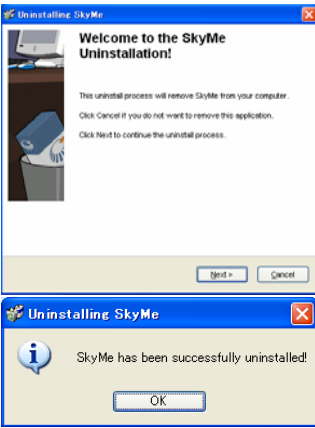 Uninstalling SkyMe
Welcome to the SkyMe
Uninstallation!
This uninstall process will remove SkyMe from your computer.
Click Cancel if you do not want to remove this application.
Click Next to continue the uninstall process.
Next >
Cancel
Uninstalling SkyMe
SkyMe has been successfully uninstalled!
OK